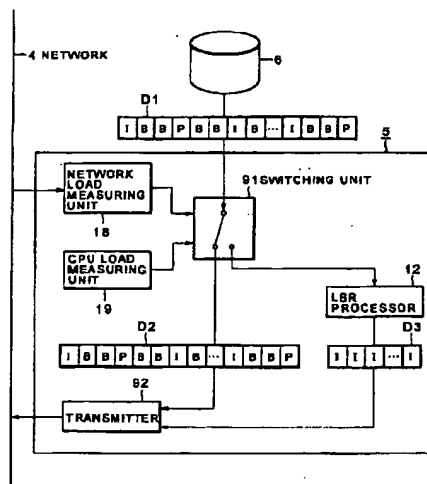 4 NETWORK
6
D1
I B B P B B I B ... I B B P
5
NETWORK
LOAD
MEASURING
UNIT
18
91 SWITCHING UNIT
CPU LOAD
MEASURING
UNIT
19
12
LBR
PROCESSOR
D2
D3
I B B P B B I B ... I B B P
I I I ... I
92
TRANSMITTER